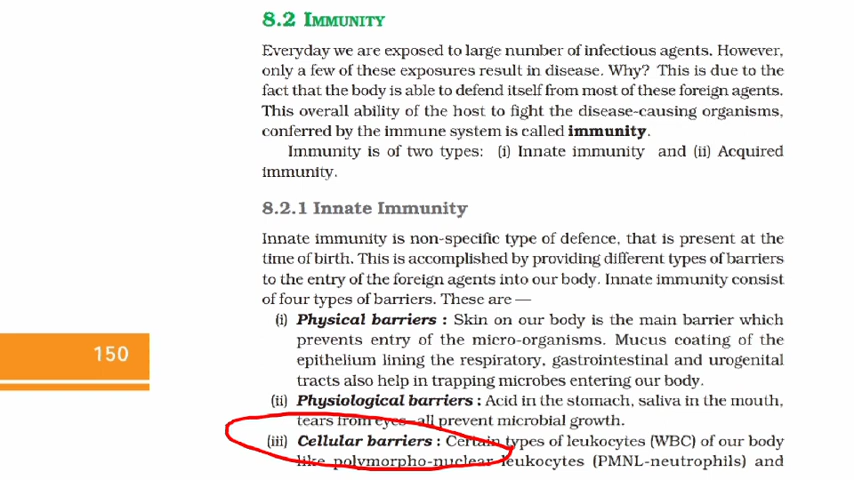 8.2 IMMUNITY
Everyday we are exposed to large number of infectious agents. However,
only a few of these exposures result in disease. Why? This is due to the
fact that the body is able to defend itself from most of these foreign agents.
This overall ability of the host to fight the disease-causing organisms,
conferred by the immune system is called immunity.
Immunity is of two types: (i) Innate immunity and (ii) Acquired
immunity.
8.2.1 Innate Immunity
Innate immunity is non-specific type of defence, that is present at the
time of birth. This is accomplished by providing different types of barriers
to the entry of the foreign agents into our body. Innate immunity consist
of four types of barriers. These are —
(i) Physical barriers : Skin on our body is the main barrier which
prevents entry of the micro-organisms. Mucus coating of the
epithelium lining the respiratory, gastrointestinal and urogenital
tracts also help in trapping microbes entering our body.
150
(ii) Physiological barriers : Acid in the stomach, saliva in the mouth,
tears from eyes–all prevent microbial growth.
(iii) Cellular barriers : Certain types of leukocytes (WBC) of our body
like polymorpho-nuclear leukocytes (PMNL-neutrophils) and